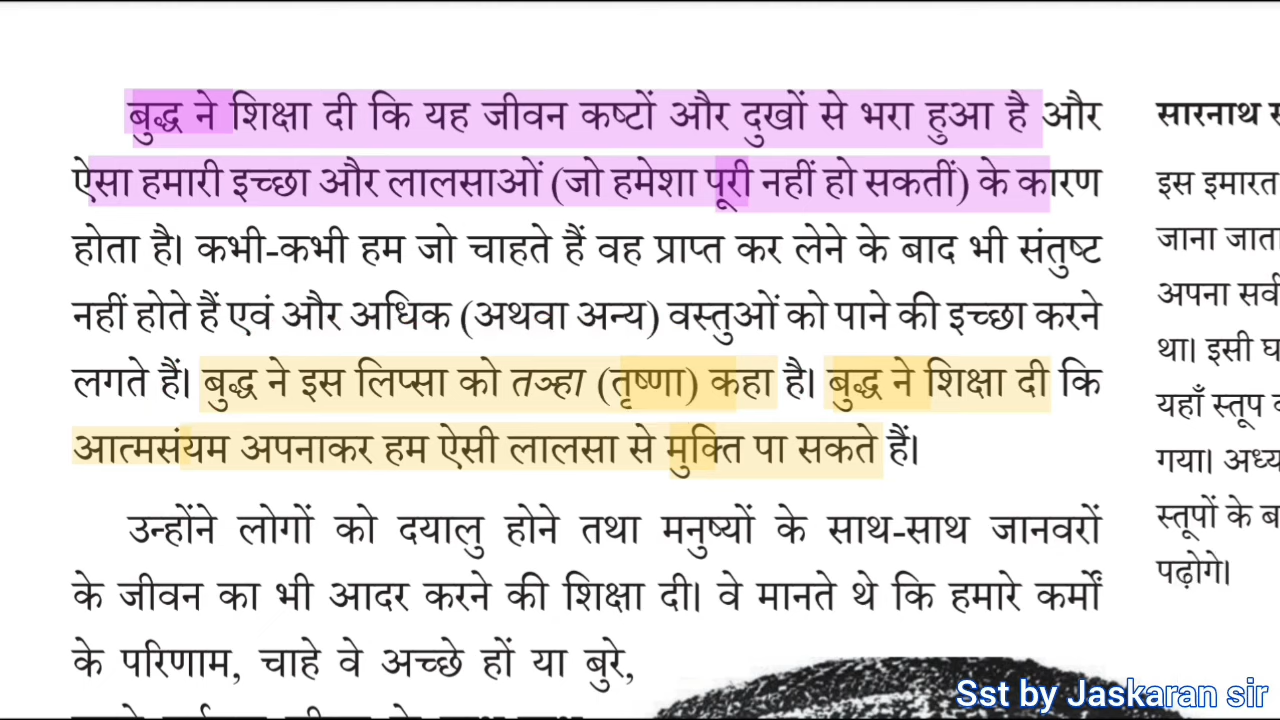 बुद्ध ने शिक्षा दी कि यह जीवन कष्टों और दुखों से भरा हुआ है और
ऐसा हमारी इच्छा और लालसाओं (जो हमेशा पूरी नहीं हो सकतीं) के कारण
होता है। कभी-कभी हम जो चाहते हैं वह प्राप्त कर लेने के बाद भी संतुष्ट
नहीं होते हैं एवं और अधिक (अथवा अन्य) वस्तुओं को पाने की इच्छा करने
लगते हैं। बुद्ध ने इस लिप्सा को तञ्हा (तृष्णा) कहा है। बुद्ध ने शिक्षा दी कि
आत्मसंयम अपनाकर हम ऐसी लालसा से मुक्ति पा सकते हैं।
उन्होंने लोगों को दयालु होने तथा मनुष्यों के साथ-साथ जानवरों
के जीवन का भी आदर करने की शिक्षा दी। वे मानते थे कि हमारे कर्मों
के परिणाम, चाहे वे अच्छे हों या बुरे,
सारनाथ
इस इमारत
जाना जाता
अपना
था। इसी
यहाँ स्तूप
गया।
स्तूपों के
पढ़ोगे।
Sst by Jaskaran sir